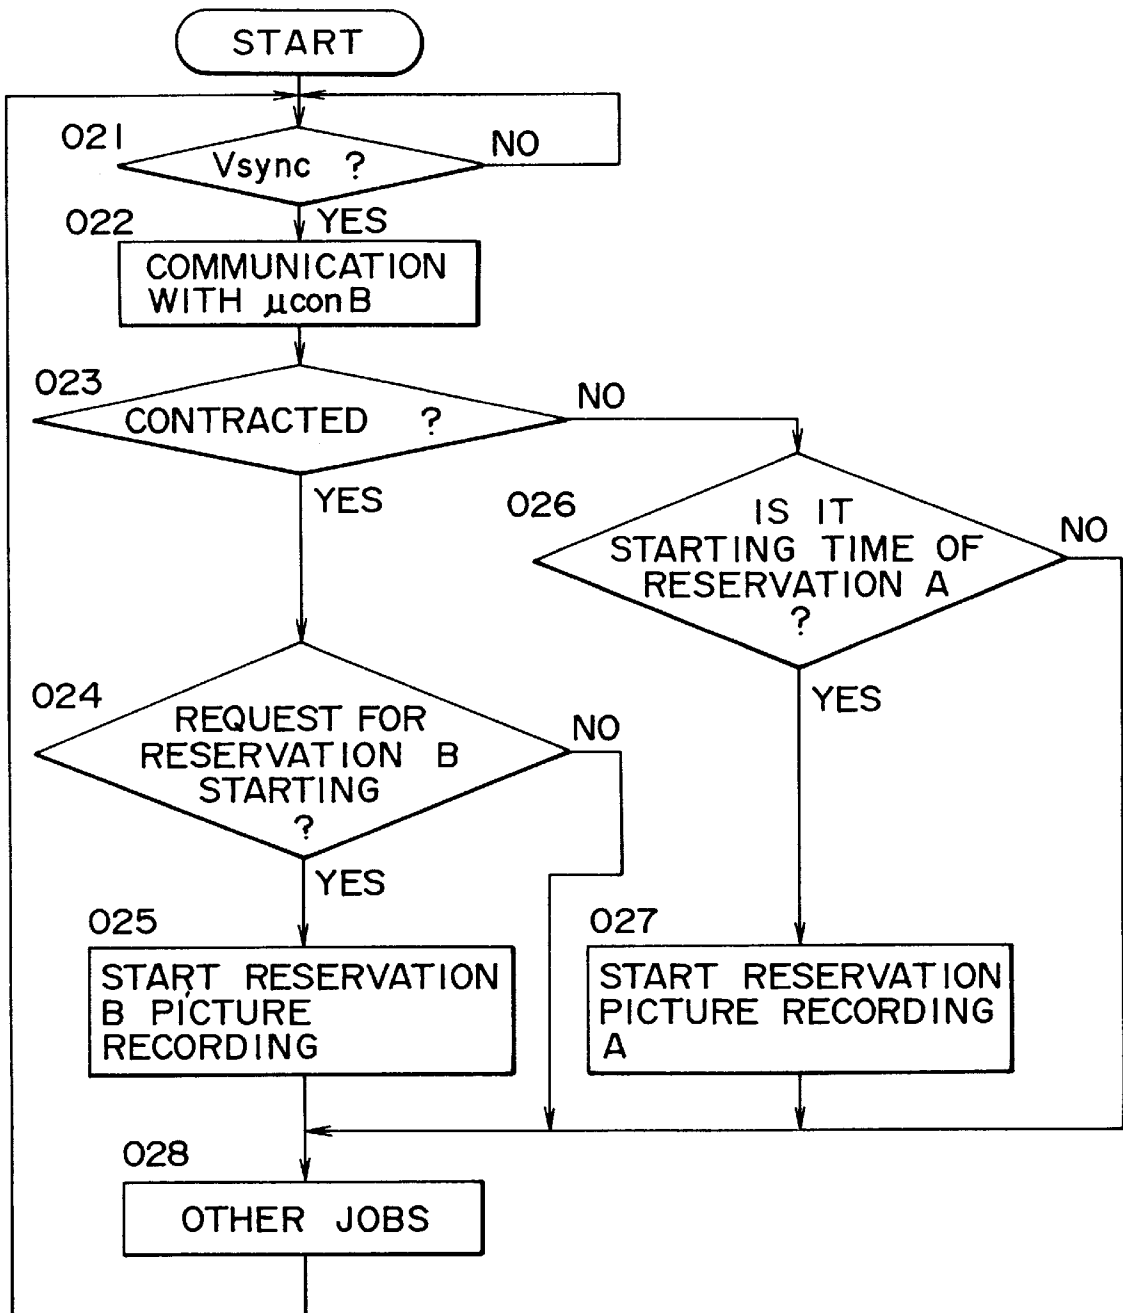 START
021
Vsync ?
NO
YES
022
COMMUNICATION
WITH μconB
023
CONTRACTED ?
NO
YES
026
IS IT
STARTING TIME OF
RESERVATION A
?
NO
YES
024
REQUEST FOR
RESERVATION B
STARTING
?
NO
YES
025
START RESERVATION
B PICTURE
RECORDING
027
START RESERVATION
PICTURE RECORDING
A
028
OTHER JOBS